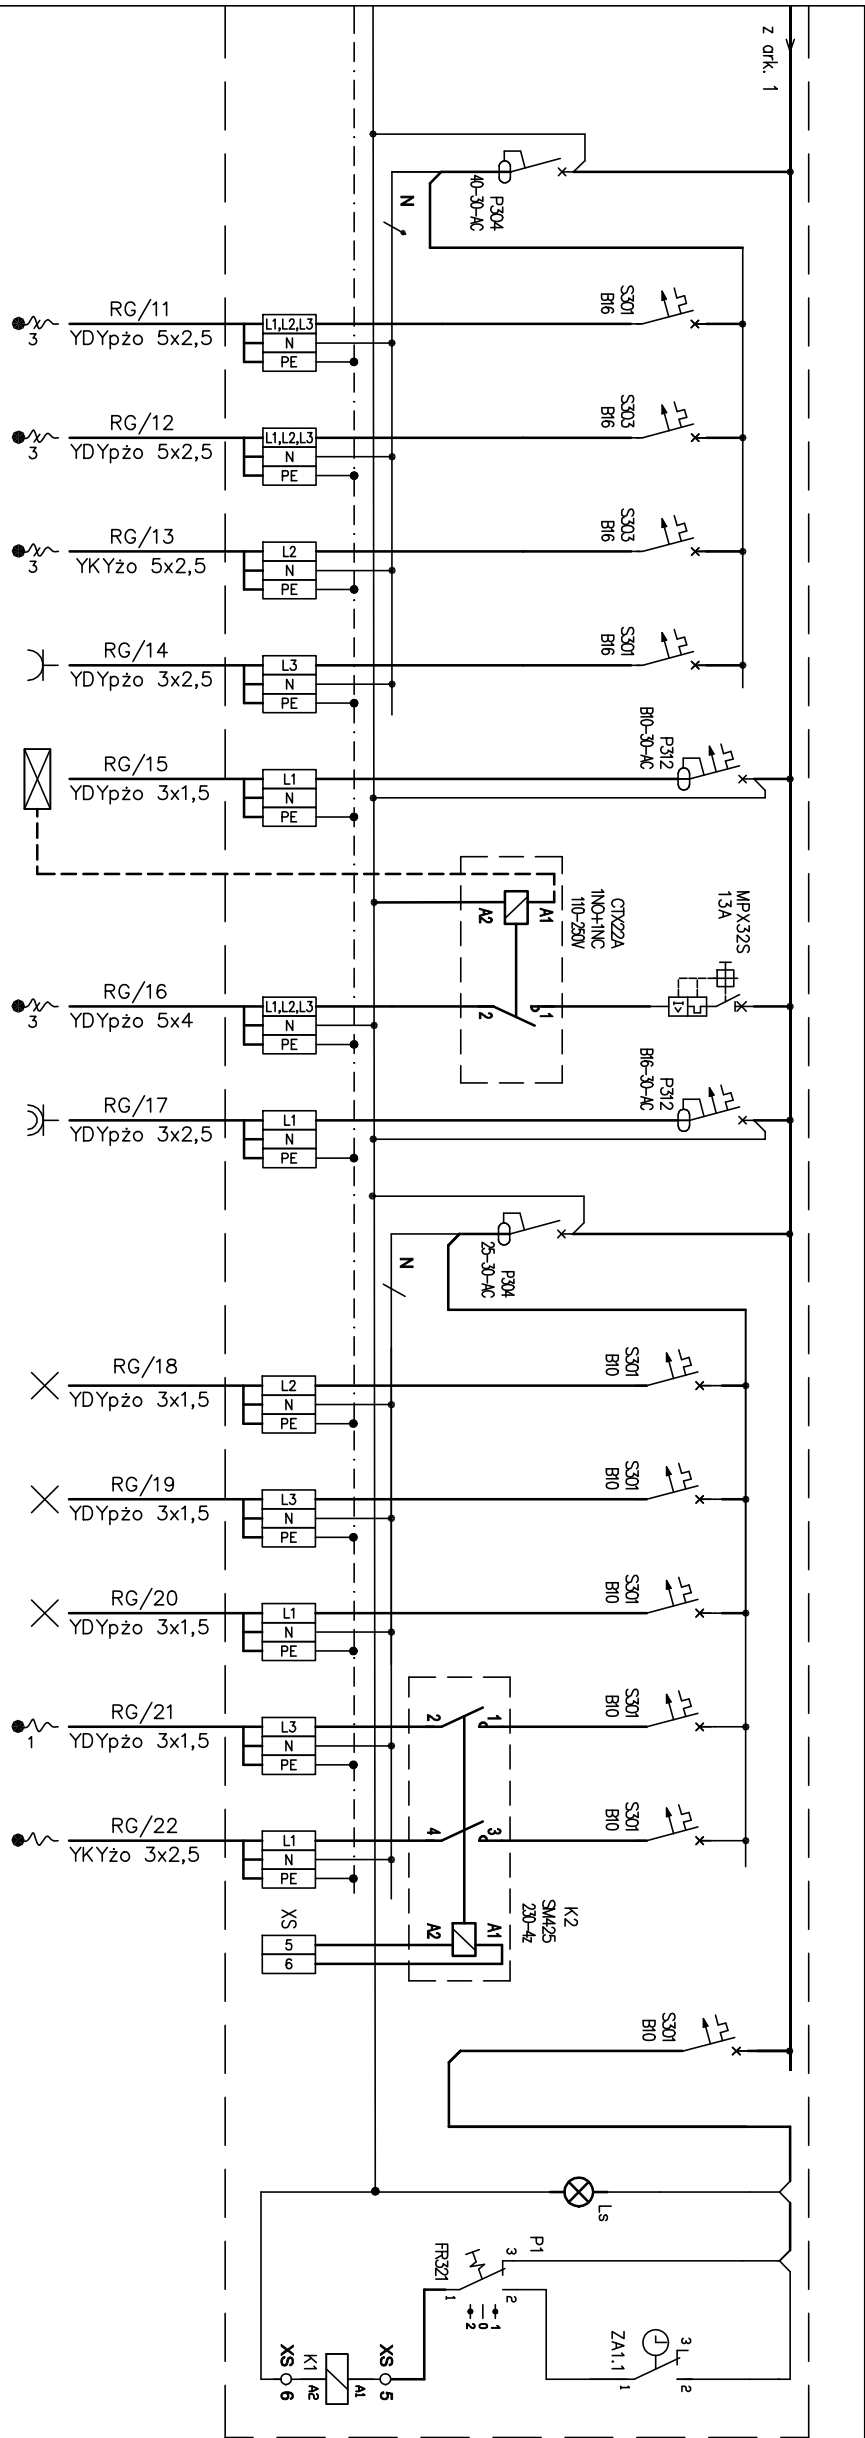 z ark. 1
P304
40-30-AC
N
S301
B16
RG/11
YDYpżo 5x2,5
3
L1,L2,L3
N
PE
S303
B16
RG/12
YDYpżo 5x2,5
3
L1,L2,L3
N
PE
S303
B16
RG/13
YKYżo 5x2,5
3
L2
N
PE
S301
B16
RG/14
YDYpżo 3x2,5
L3
N
PE
P312
B10-30-AC
RG/15
YDYpżo 3x1,5
L1
N
PE
CTX22A
1NO+1NC
110-250V
A1
A2
MPX32S
13A
I>
1
2
RG/16
YDYpżo 5x4
3
L1,L2,L3
N
PE
P312
B16-30-AC
RG/17
YDYpżo 3x2,5
L1
N
PE
P304
25-30-AC
N
S301
B10
RG/18
YDYpżo 3x1,5
L2
N
PE
S301
B10
RG/19
YDYpżo 3x1,5
L3
N
PE
S301
B10
RG/20
YDYpżo 3x1,5
L1
N
PE
S301
B10
1
2
RG/21
YDYpżo 3x1,5
1
L3
N
PE
S301
B10
3
4
RG/22
YKYżo 3x2,5
L1
N
PE
K2
SM425
230-4z
A1
A2
XS
5
6
S301
B10
Ls
P1
FR321
3
2
1
1
0
2
ZA1.1
3
2
1
XS
5
K1
A1
A2
XS
6